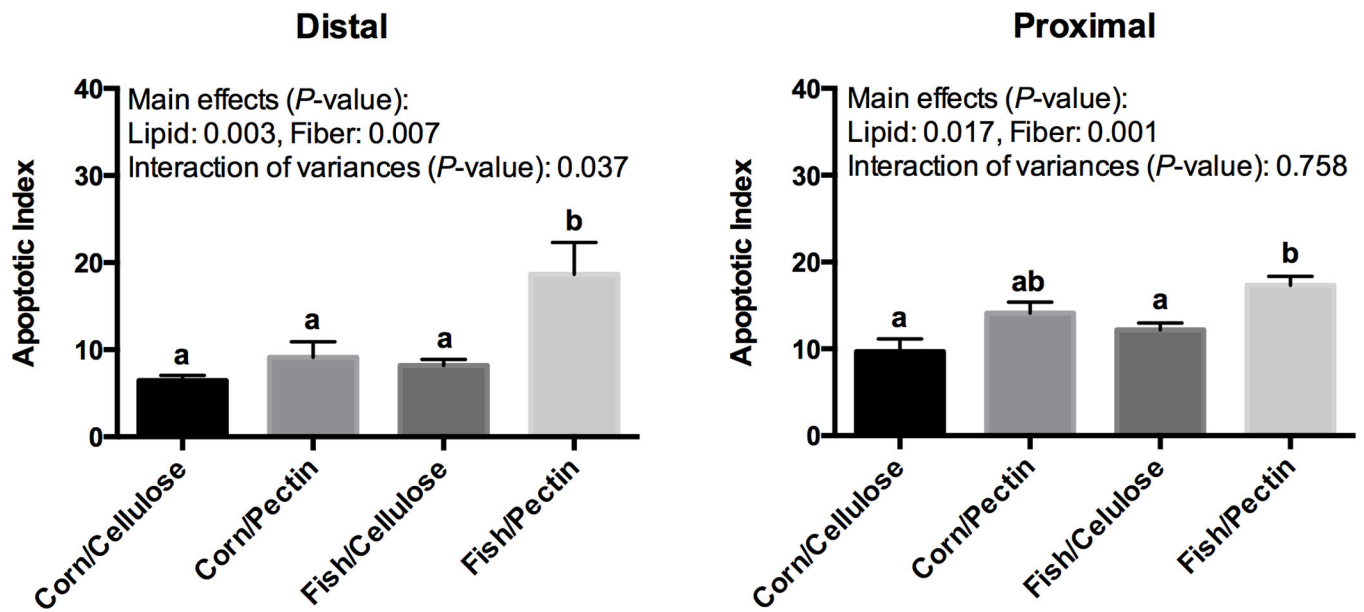 Distal
Main effects (P-value):
Lipid: 0.003, Fiber: 0.007
Interaction of variances (P-value): 0.037
Apoptotic Index
40
30
20
10
0
a
a
a
b
Corn/Cellulose
Corn/Pectin
Fish/Cellulose
Fish/Pectin
Proximal
Main effects (P-value):
Lipid: 0.017, Fiber: 0.001
Interaction of variances (P-value): 0.758
Apoptotic Index
40
30
20
10
0
a
ab
a
b
Corn/Cellulose
Corn/Pectin
Fish/Celulose
Fish/Pectin